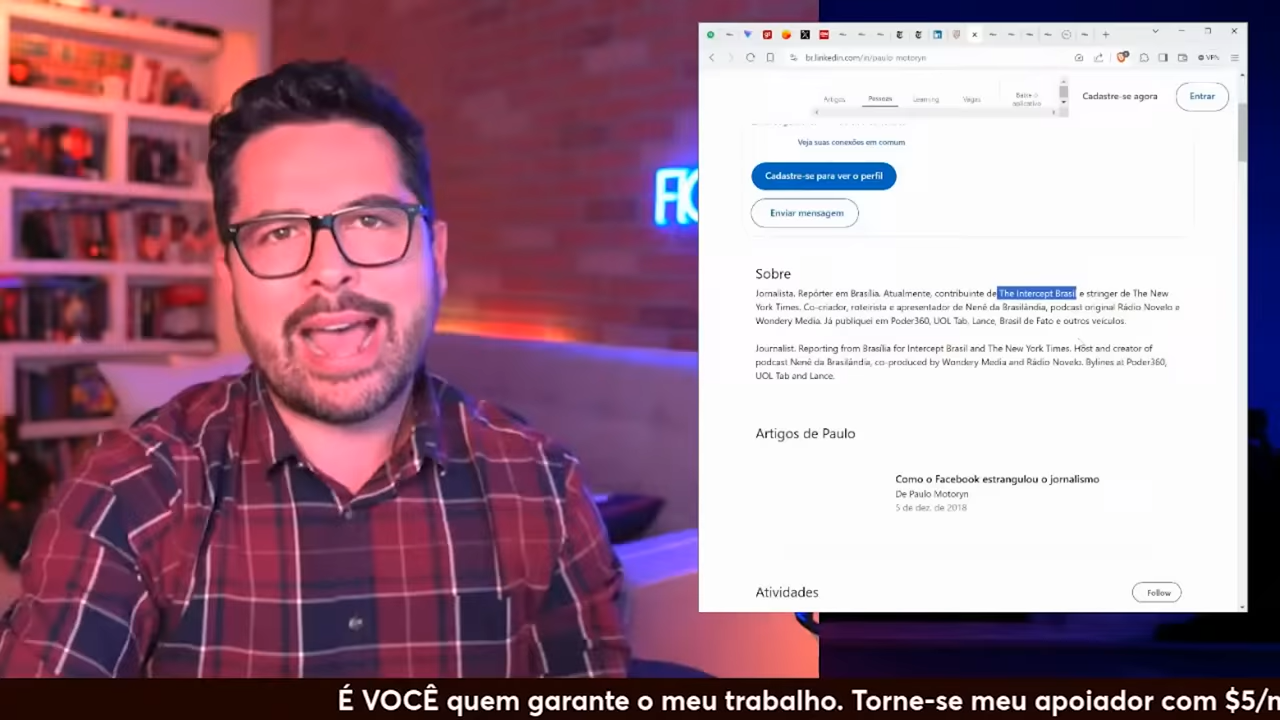 FIC
br.linkedin.com/in/paulo-motoryn
VPN
Artigos
Pessoas
Learning
Vagas
Baixe o
aplicativo
Cadastre-se agora
Entrar
Veja suas conexões em comum
Cadastre-se para ver o perfil
Enviar mensagem
Sobre
Jornalista. Repórter em Brasília. Atualmente, contribuinte de The Intercept Brasil e stringer de The New
York Times. Co-criador, roteirista e apresentador de Nenê da Brasilândia, podcast original Rádio Novelo e
Wondery Media. Já publiquei em Poder360, UOL Tab, Lance, Brasil de Fato e outros veículos.
Journalist. Reporting from Brasília for Intercept Brasil and The New York Times. Host and creator of
podcast Nenê da Brasilândia, co-produced by Wondery Media and Rádio Novelo. Bylines at Poder360,
UOL Tab and Lance.
Artigos de Paulo
Como o Facebook estrangulou o jornalismo
De Paulo Motoryn
5 de dez. de 2018
Atividades
Follow
É VOCÊ quem garante o meu trabalho. Torne-se meu apoiador com $5/m